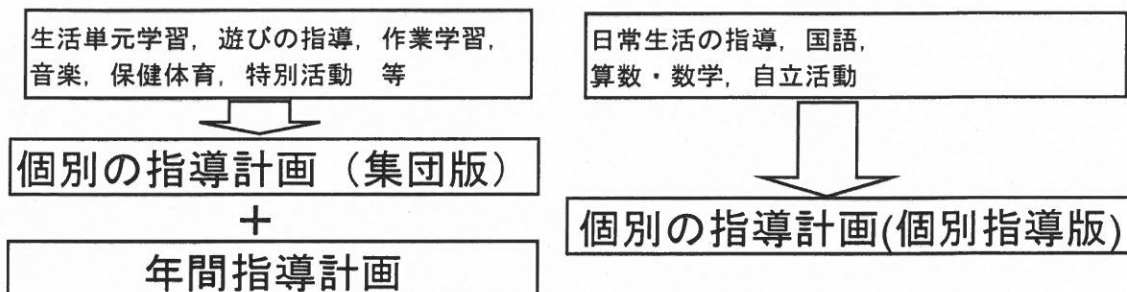 生活単元学習，遊びの指導，作業学習，
音楽，保健体育，特別活動　等
個別の指導計画（集団版）
＋
年間指導計画
日常生活の指導，国語，
算数・数学，自立活動
個別の指導計画(個別指導版)